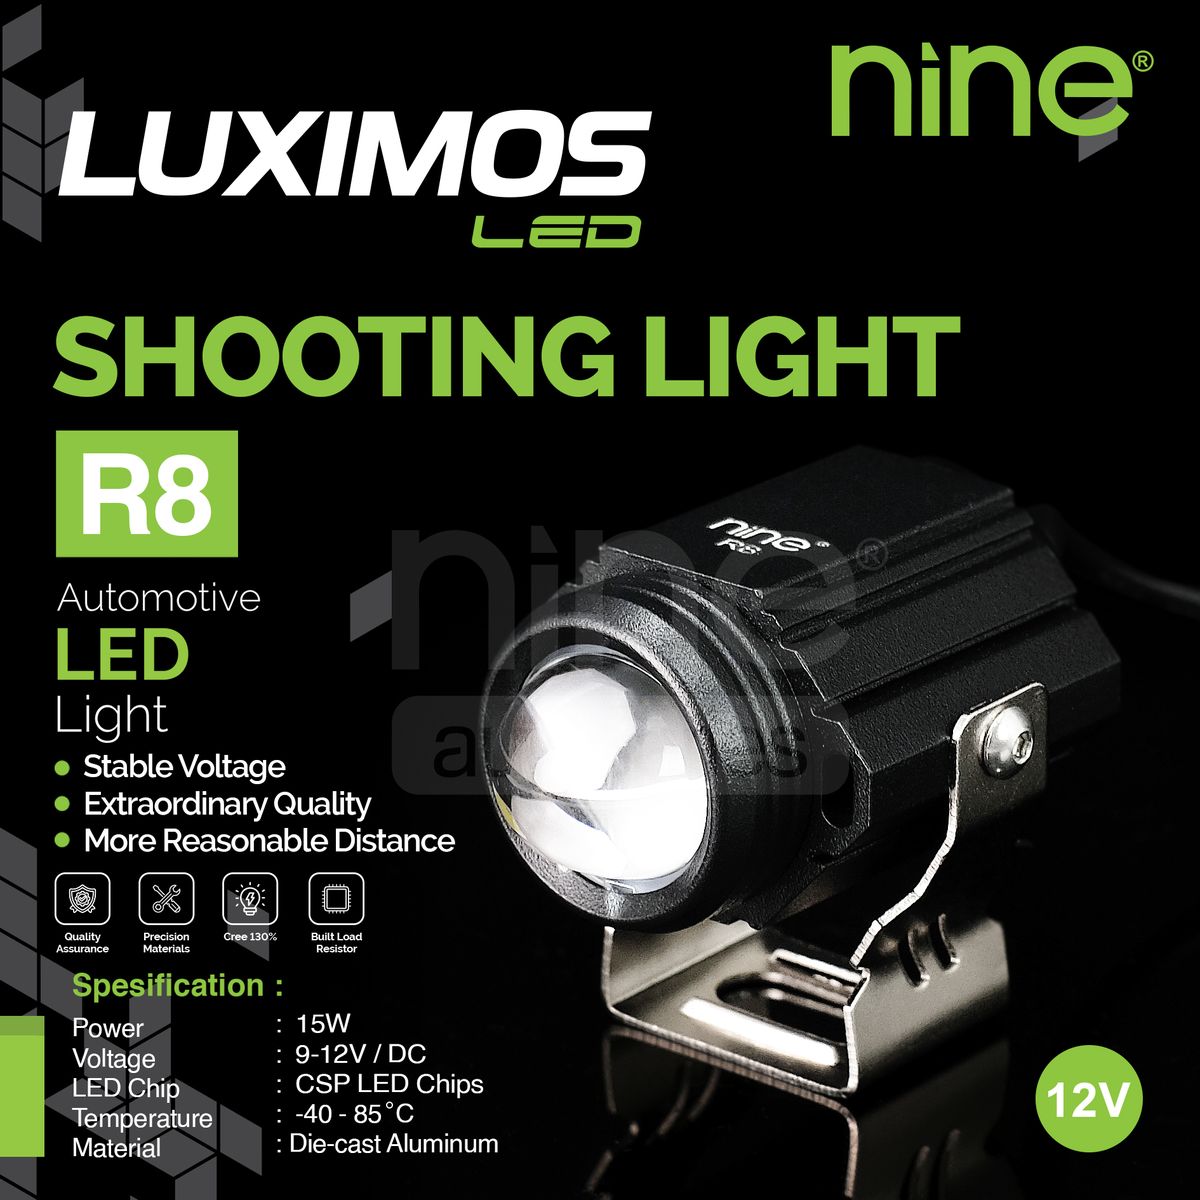 nine®
LUXIMOS
LED
SHOOTING LIGHT
R8
nine®
R8
nine®
Automotive
LED
Light
• Stable Voltage
• Extraordinary Quality
• More Reasonable Distance
Quality Assurance
Precision Materials
Cree 130%
Built Load Resistor
Spesification :
Power : 15W
Voltage : 9-12V / DC
LED Chip : CSP LED Chips
Temperature : -40 - 85°C
Material : Die-cast Aluminum
12V